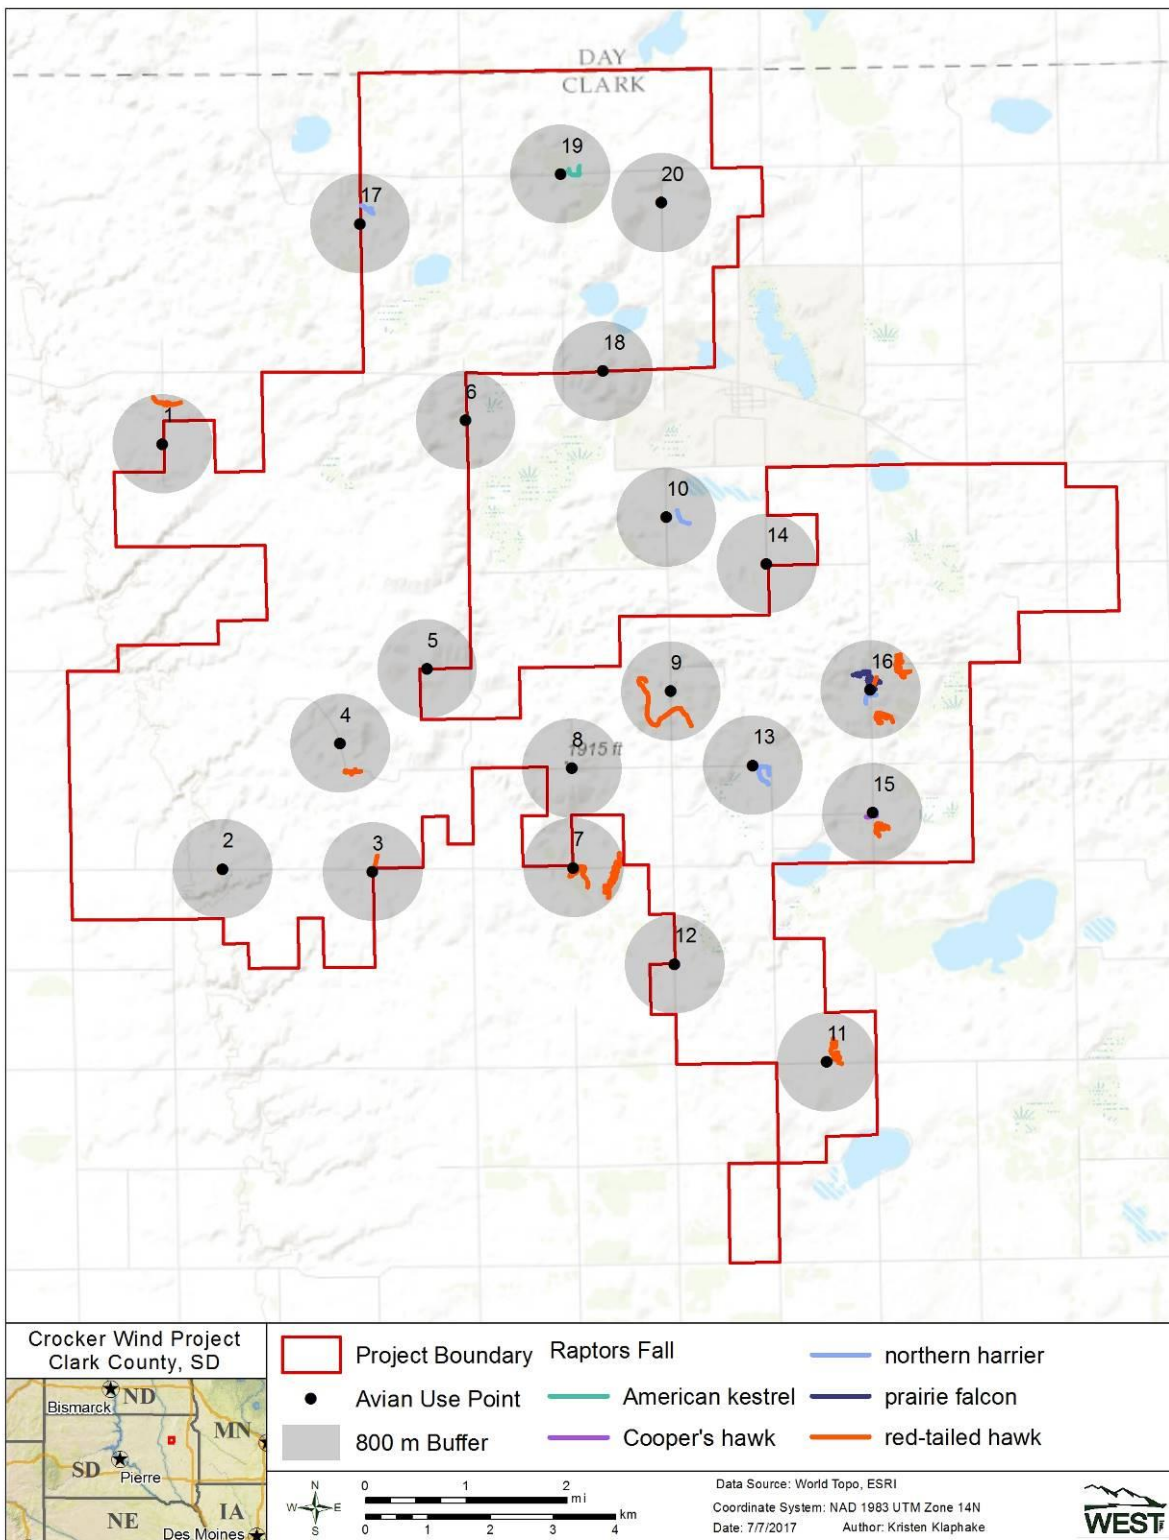 DAY
CLARK
19
20
17
18
6
1
10
14
5
9
16
4
8
1915 ft
13
15
2
3
7
12
11
Crocker Wind Project
Clark County, SD
ND
Bismarck
MN
SD
Pierre
IA
NE
Des Moines
Project Boundary
Avian Use Point
800 m Buffer
Raptors Fall
American kestrel
Cooper's hawk
northern harrier
prairie falcon
red-tailed hawk
N
W
E
S
0 1 2
mi
km
0 1 2 3 4
Data Source: World Topo, ESRI
Coordinate System: NAD 1983 UTM Zone 14N
Date: 7/7/2017 Author: Kristen Klaphake
WEST